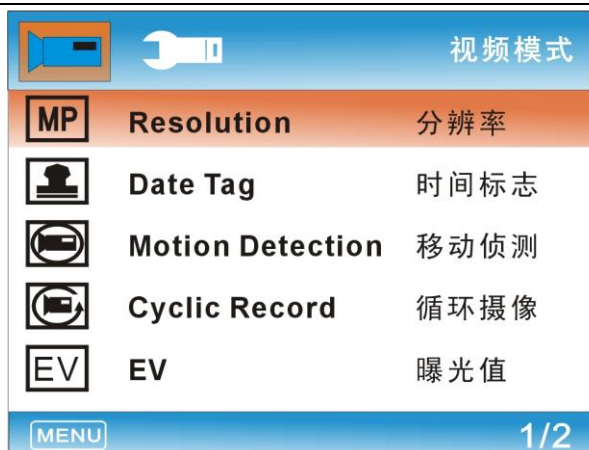 视频模式
MP Resolution 分辨率
Date Tag 时间标志
Motion Detection 移动侦测
Cyclic Record 循环摄像
EV EV 曝光值
MENU 1/2